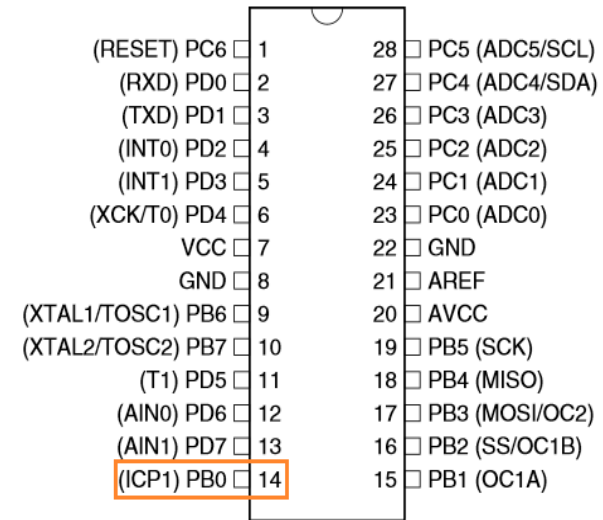 (RESET) PC6 1 28 PC5 (ADC5/SCL)
(RXD) PD0 2 27 PC4 (ADC4/SDA)
(TXD) PD1 3 26 PC3 (ADC3)
(INT0) PD2 4 25 PC2 (ADC2)
(INT1) PD3 5 24 PC1 (ADC1)
(XCK/T0) PD4 6 23 PC0 (ADC0)
VCC 7 22 GND
GND 8 21 AREF
(XTAL1/TOSC1) PB6 9 20 AVCC
(XTAL2/TOSC2) PB7 10 19 PB5 (SCK)
(T1) PD5 11 18 PB4 (MISO)
(AIN0) PD6 12 17 PB3 (MOSI/OC2)
(AIN1) PD7 13 16 PB2 (SS/OC1B)
(ICP1) PB0 14 15 PB1 (OC1A)